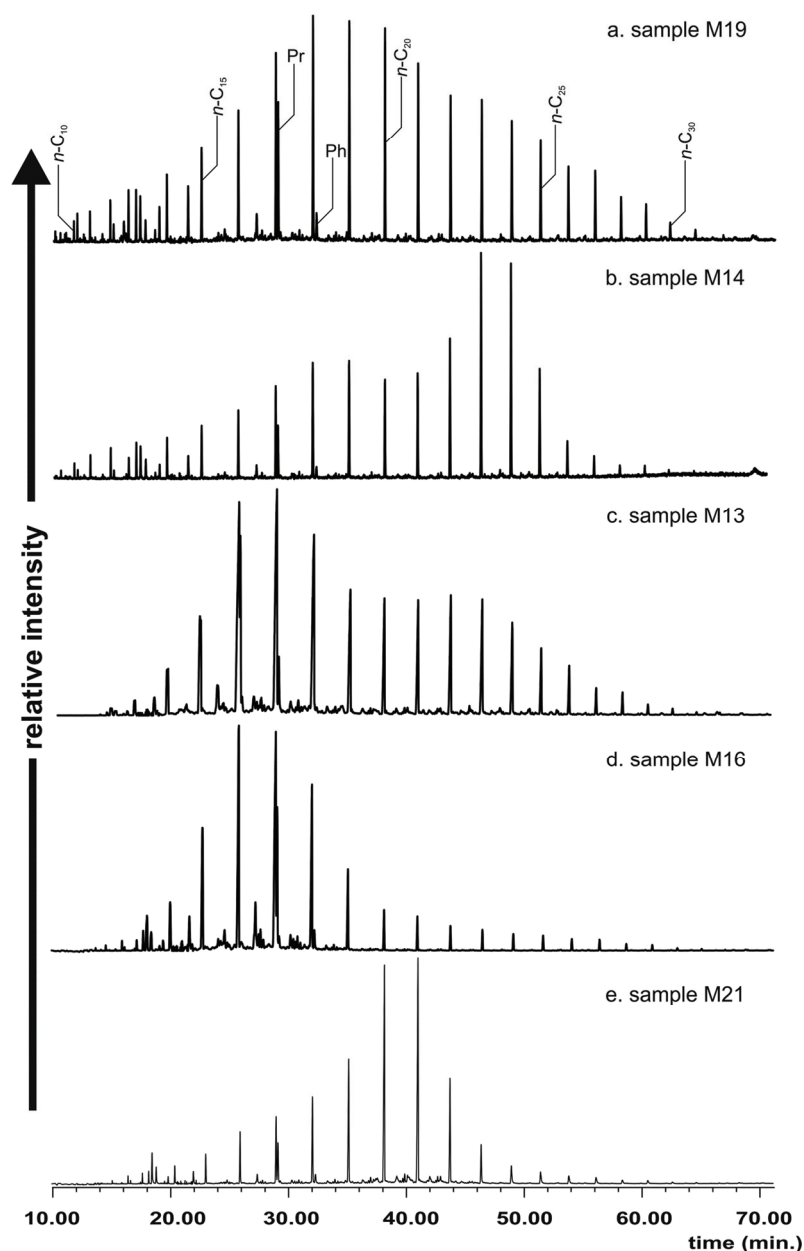 a. sample M19
n-C10
n-C15
Pr
Ph
n-C20
n-C25
n-C30
b. sample M14
c. sample M13
d. sample M16
e. sample M21
relative intensity
10.00 20.00 30.00 40.00 50.00 60.00 70.00
time (min.)